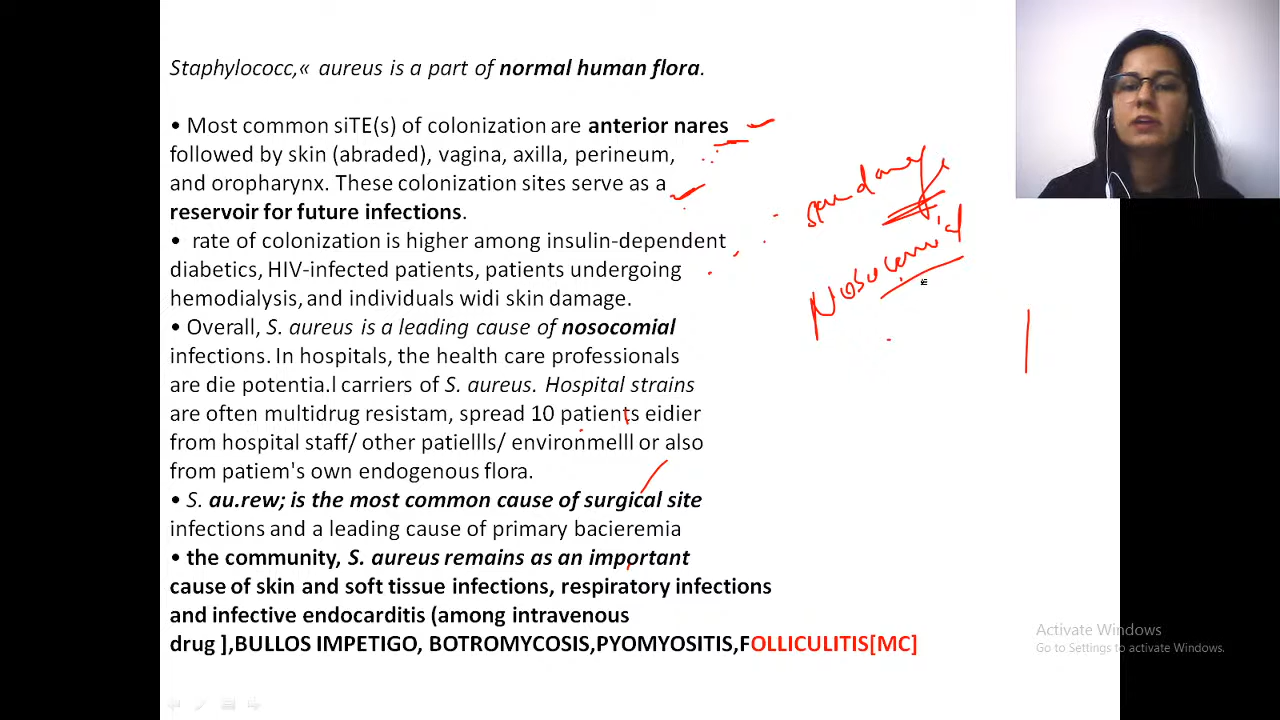 Staphylococc,« aureus is a part of normal human flora.
• Most common siTE(s) of colonization are anterior nares
followed by skin (abraded), vagina, axilla, perineum,
and oropharynx. These colonization sites serve as a
reservoir for future infections.
• rate of colonization is higher among insulin-dependent
diabetics, HIV-infected patients, patients undergoing
hemodialysis, and individuals widi skin damage.
• Overall, S. aureus is a leading cause of nosocomial
infections. In hospitals, the health care professionals
are die potentia.l carriers of S. aureus. Hospital strains
are often multidrug resistam, spread 10 patients eidier
from hospital staff/ other patiellls/ environmelll or also
from patiem's own endogenous flora.
• S. au.rew; is the most common cause of surgical site
infections and a leading cause of primary bacieremia
• the community, S. aureus remains as an important
cause of skin and soft tissue infections, respiratory infections
and infective endocarditis (among intravenous
drug ],BULLOS IMPETIGO, BOTROMYCOSIS,PYOMYOSITIS,FOLLICULITIS[MC]
Nosocomial
Activate Windows
Go to Settings to activate Windows.